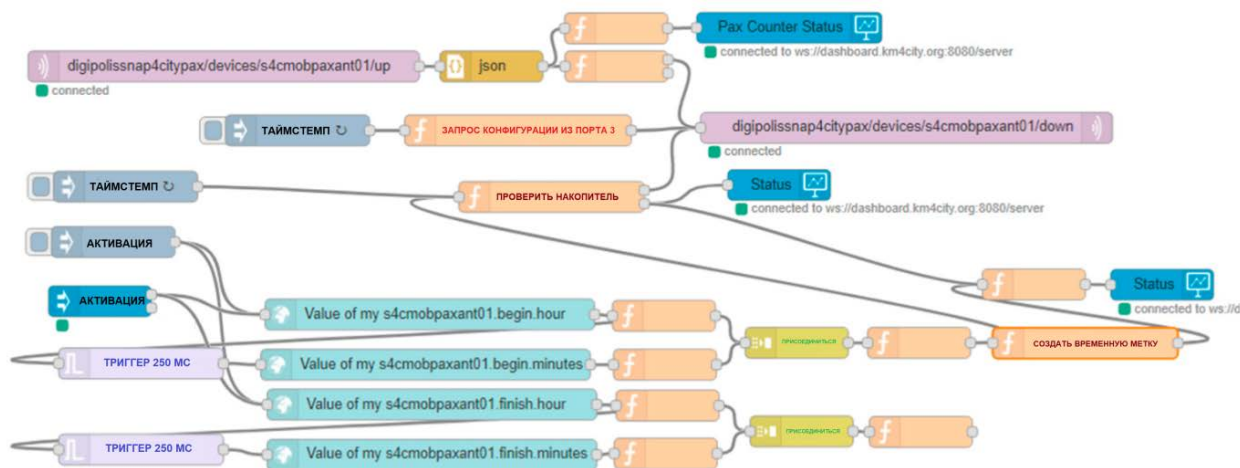 Pax Counter Status
connected to ws://dashboard.km4city.org:8080/server
digipolissnap4citypax/devices/s4cmobpaxant01/up
json
connected
ТАЙМСТЕМП ↻
ЗАПРОС КОНФИГУРАЦИИ ИЗ ПОРТА 3
digipolissnap4citypax/devices/s4cmobpaxant01/down
connected
ТАЙМСТЕМП ↻
ПРОВЕРИТЬ НАКОПИТЕЛЬ
Status
connected to ws://dashboard.km4city.org:8080/server
АКТИВАЦИЯ
Status
connected to ws://d
АКТИВАЦИЯ
Value of my s4cmobpaxant01.begin.hour
ПРИСОЕДИНИТЬСЯ
СОЗДАТЬ ВРЕМЕННУЮ МЕТКУ
ТРИГГЕР 250 МС
Value of my s4cmobpaxant01.begin.minutes
Value of my s4cmobpaxant01.finish.hour
ПРИСОЕДИНИТЬСЯ
ТРИГГЕР 250 МС
Value of my s4cmobpaxant01.finish.minutes